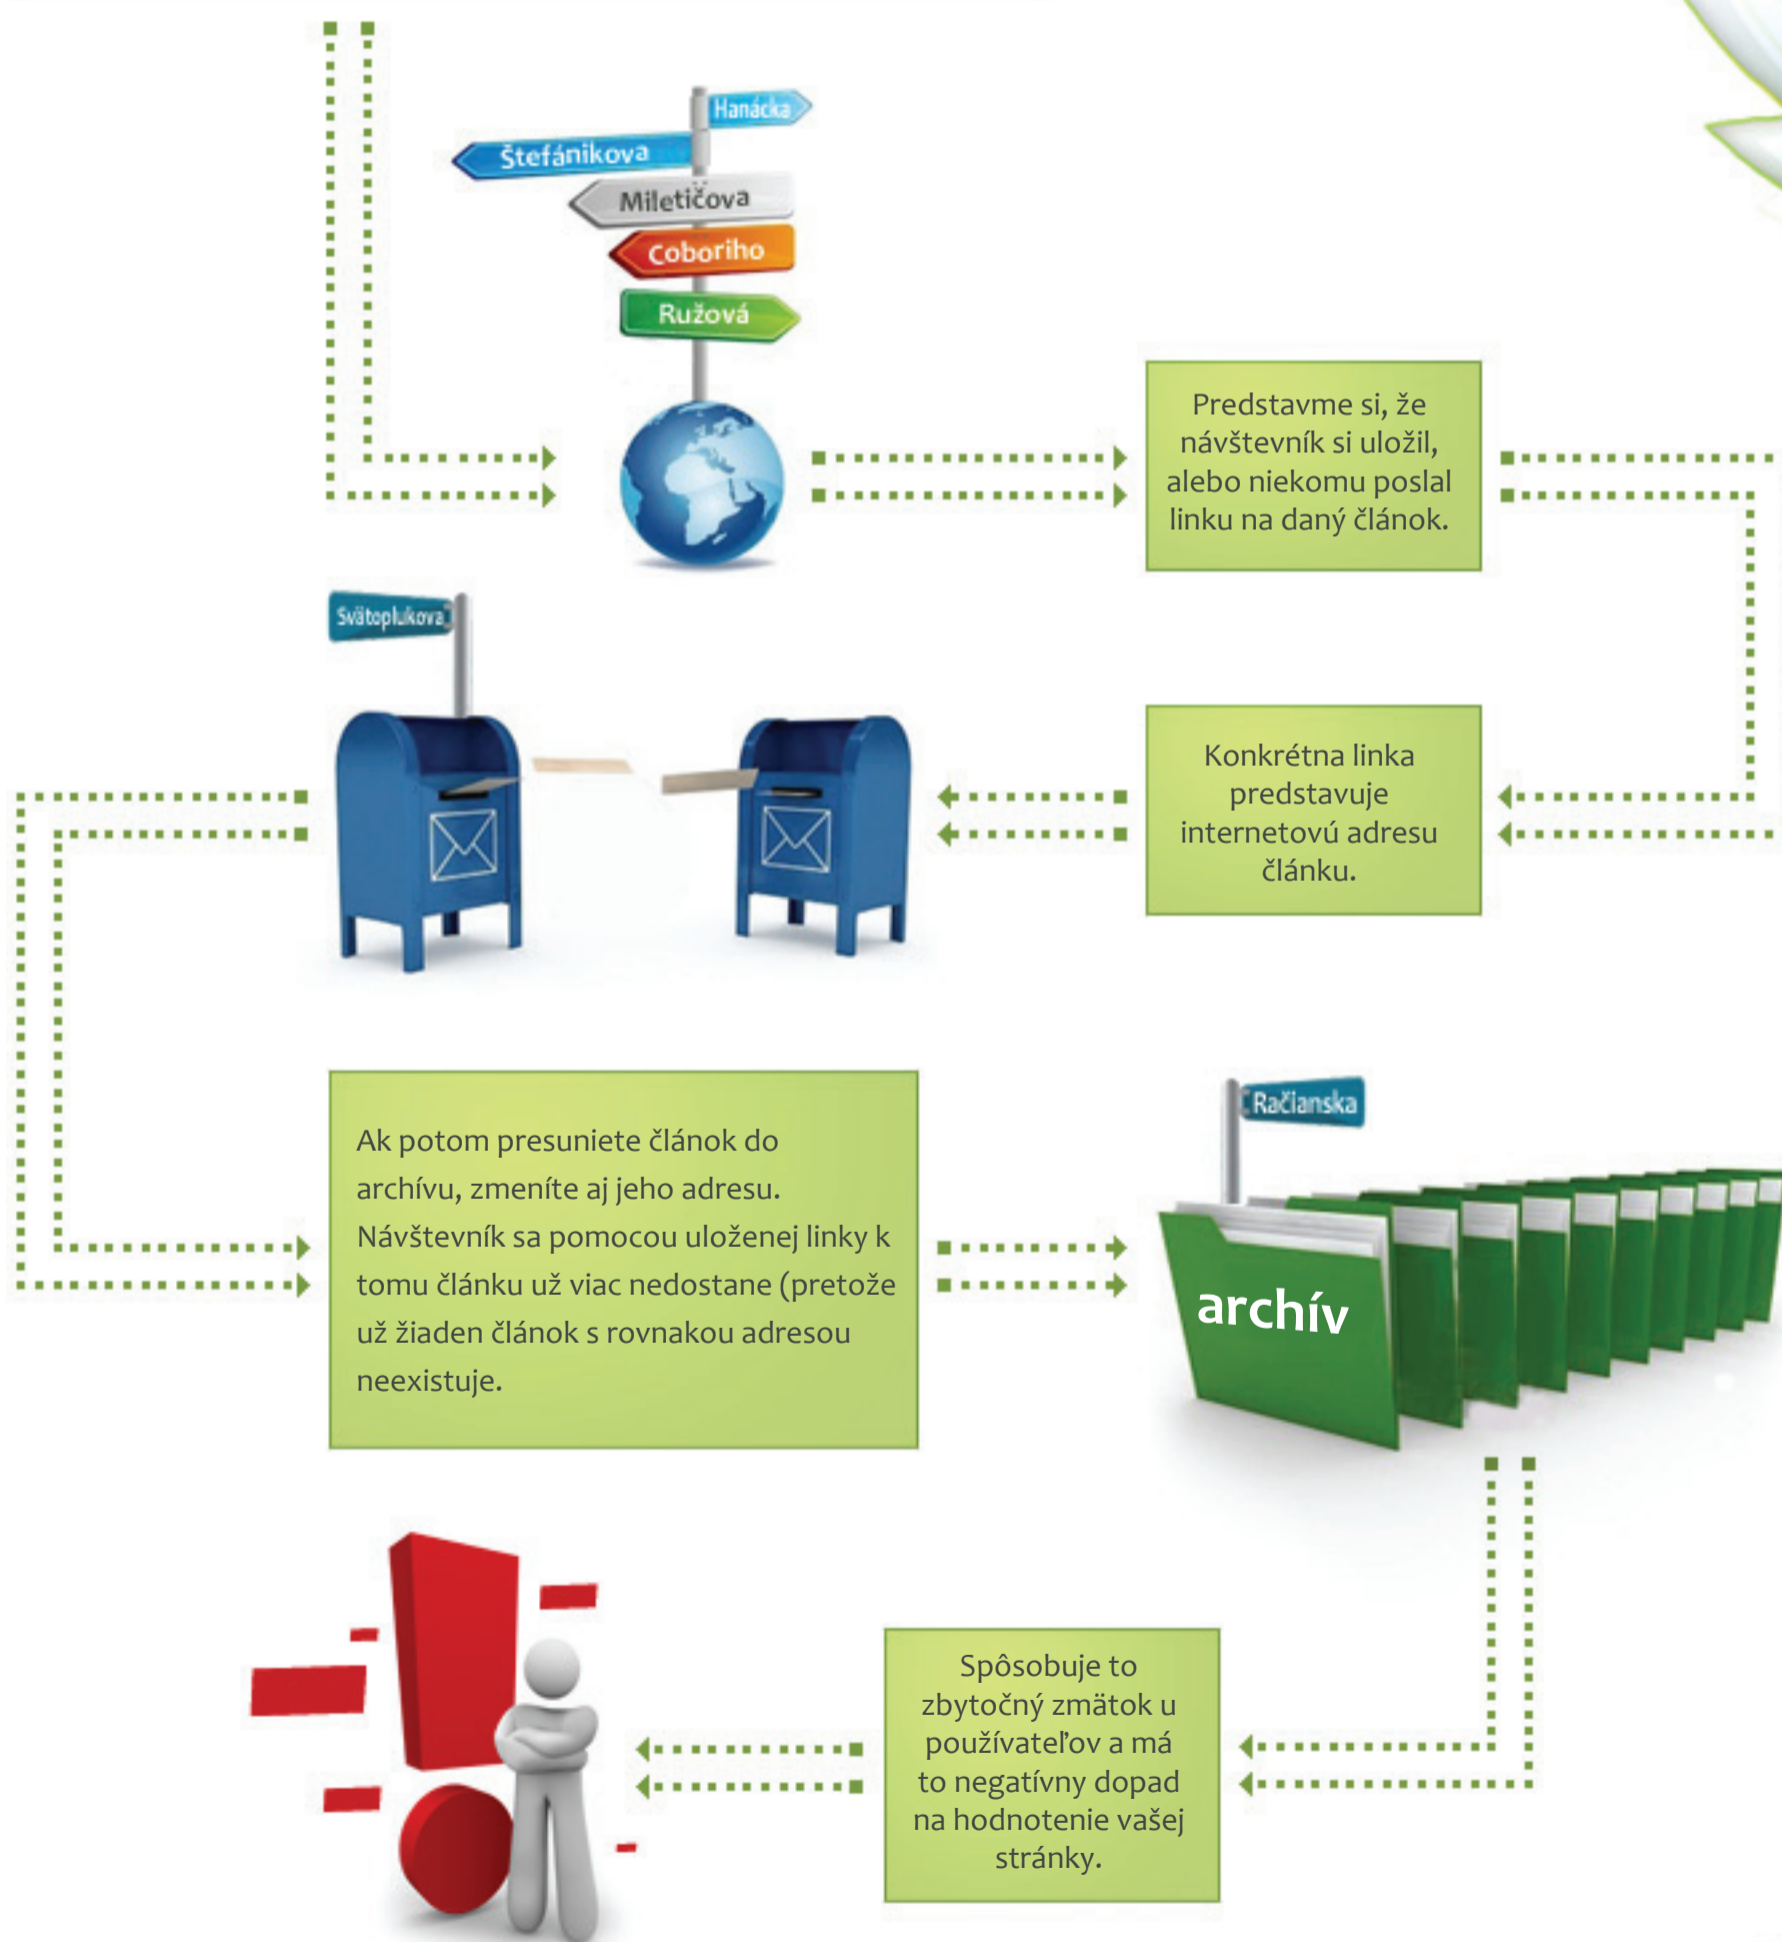 Hanácka
Štefánikova
Miletičova
Coboriho
Ružová
Predstavme si, že
návštevník si uložil,
alebo niekomu poslal
linku na daný článok.
Svätoplukova
Konkrétna linka
predstavuje
internetovú adresu
článku.
Ak potom presuniete článok do
archívu, zmeníte aj jeho adresu.
Návštevník sa pomocou uloženej linky k
tomu článku už viac nedostane (pretože
už žiaden článok s rovnakou adresou
neexistuje.
Račianska
archív
Spôsobuje to
zbytočný zmätok u
používateľov a má
to negatívny dopad
na hodnotenie vašej
stránky.